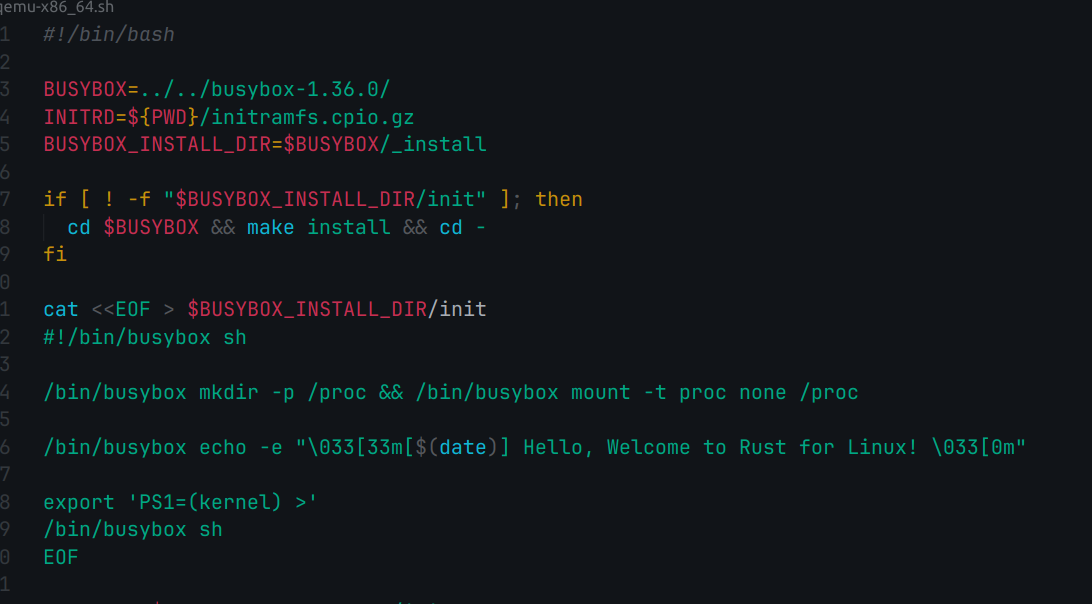 qemu-x86_64.sh
1 #!/bin/bash
2
3 BUSYBOX=../../busybox-1.36.0/
4 INITRD=${PWD}/initramfs.cpio.gz
5 BUSYBOX_INSTALL_DIR=$BUSYBOX/_install
6
7 if [ ! -f "$BUSYBOX_INSTALL_DIR/init" ]; then
8 cd $BUSYBOX && make install && cd -
9 fi
0
1 cat <<EOF > $BUSYBOX_INSTALL_DIR/init
2 #!/bin/busybox sh
3
4 /bin/busybox mkdir -p /proc && /bin/busybox mount -t proc none /proc
5
6 /bin/busybox echo -e "\033[33m[$(date)] Hello, Welcome to Rust for Linux! \033[0m"
7
8 export 'PS1=(kernel) >'
9 /bin/busybox sh
0 EOF
1